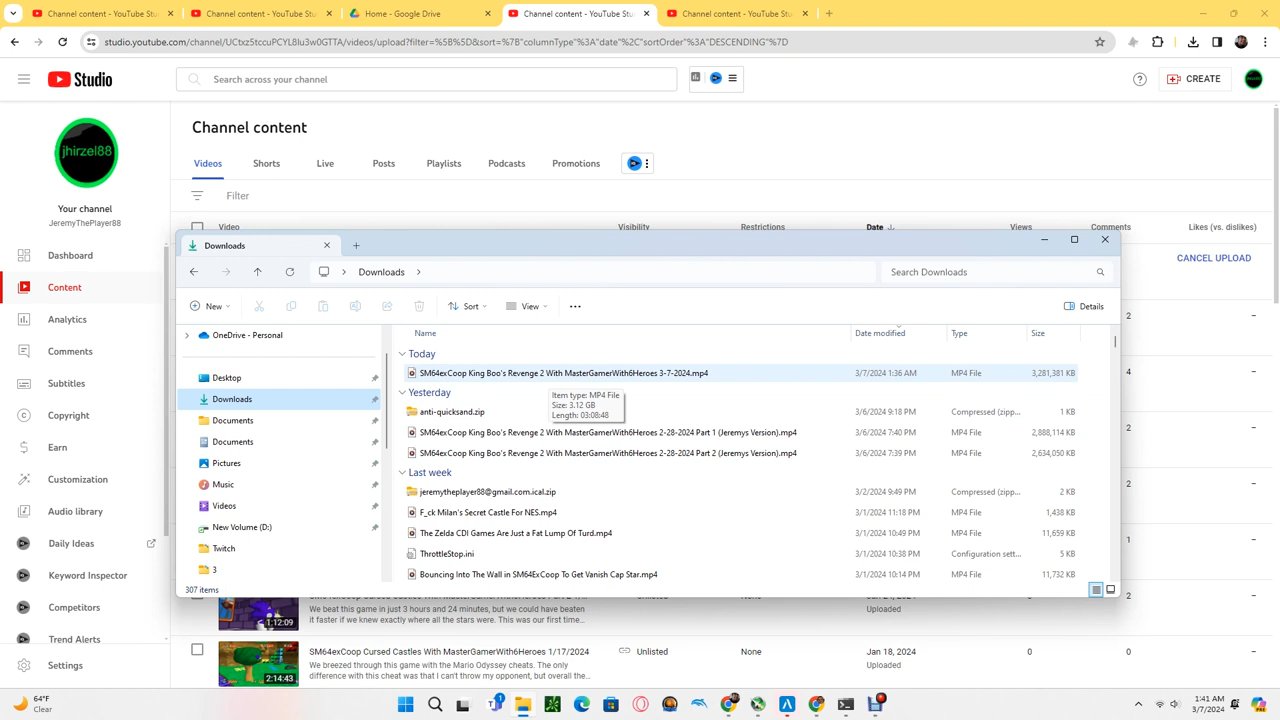 Channel content - YouTube St
Channel content - YouTube Stu
Home - Google Drive
Channel content - YouTube Stu
Channel content - YouTube Stu
studio.youtube.com/channel/UCtxz5tccuPCYL8Iu3w0GTTA/videos/upload?filter=%5B%5D&sort=%7B"columnType"%3A"date"%2C"sortOrder"%3A"DESCENDING"%7D
Studio
Search across your channel
CREATE
jhirzel88
Your channel
JeremyThePlayer88
Dashboard
Content
Analytics
Comments
Subtitles
Copyright
Earn
Customization
Audio library
Daily Ideas
Keyword Inspector
Competitors
Trend Alerts
Settings
Channel content
Videos Shorts Live Posts Playlists Podcasts Promotions
Filter
Video Visibility Restrictions Date Views Comments Likes (vs. dislikes)
CANCEL UPLOAD
2 –
4 –
2 –
2 –
1 –
2 –
Downloads
Downloads
Search Downloads
New
Sort
View
Details
OneDrive - Personal
Desktop
Downloads
Documents
Documents
Pictures
Music
Videos
New Volume (D:)
Twitch
3
Name Date modified Type Size
Today
SM64exCoop King Boo's Revenge 2 With MasterGamerWith6Heroes 3-7-2024.mp4 3/7/2024 1:36 AM MP4 File 3,281,381 KB
Yesterday
Item type: MP4 File
Size: 3.12 GB
Length: 03:08:48
anti-quicksand.zip 3/6/2024 9:18 PM Compressed (zipp... 1 KB
SM64exCoop King Boo's Revenge 2 With MasterGamerWith6Heroes 2-28-2024 Part 1 (Jeremys Version).mp4 3/6/2024 7:40 PM MP4 File 2,888,114 KB
SM64exCoop King Boo's Revenge 2 With MasterGamerWith6Heroes 2-28-2024 Part 2 (Jeremys Version).mp4 3/6/2024 7:39 PM MP4 File 2,634,050 KB
Last week
jeremytheplayer88@gmail.com.ical.zip 3/2/2024 9:49 PM Compressed (zipp... 2 KB
F_ck Milan's Secret Castle For NES.mp4 3/1/2024 11:18 PM MP4 File 1,438 KB
The Zelda CDI Games Are Just a Fat Lump Of Turd.mp4 3/1/2024 10:49 PM MP4 File 11,659 KB
ThrottleStop.ini 3/1/2024 10:38 PM Configuration sett... 5 KB
Bouncing Into The Wall in SM64ExCoop To Get Vanish Cap Star.mp4 3/1/2024 10:14 PM MP4 File 11,732 KB
307 items
1:12:09
We beat this game in just 3 hours and 24 minutes, but we could have beaten
it faster if we knew where all the stars were. This was our first time...
Uploaded
2:14:43
SM64exCoop Cursed Castles With MasterGamerWith6Heroes 1/17/2024
We breezed through this game with the Mario Odyssey cheats. The only
difference with this cheat was that I can't throw my opponent, but overall the...
Unlisted None Jan 18, 2024 0 0 –
Uploaded
64°F
Clear
1:41 AM
3/7/2024